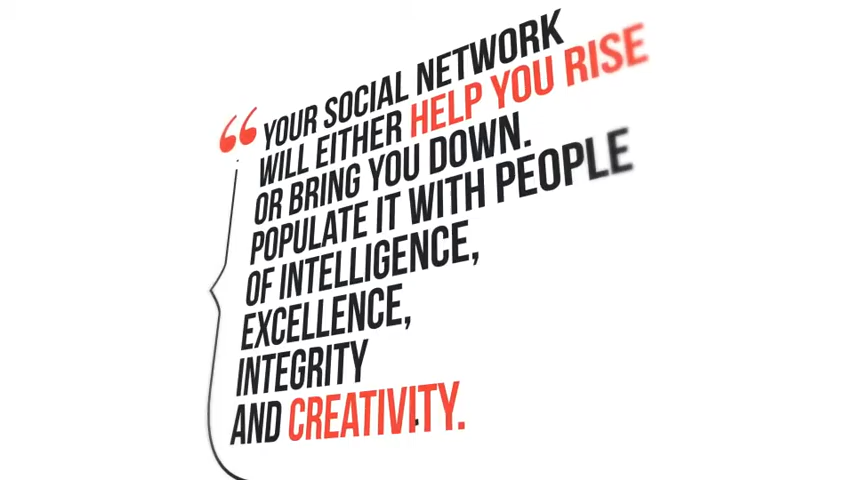 “YOUR SOCIAL NETWORK
WILL EITHER HELP YOU RISE
OR BRING YOU DOWN.
POPULATE IT WITH PEOPLE
OF INTELLIGENCE,
EXCELLENCE,
INTEGRITY
AND CREATIVITY.